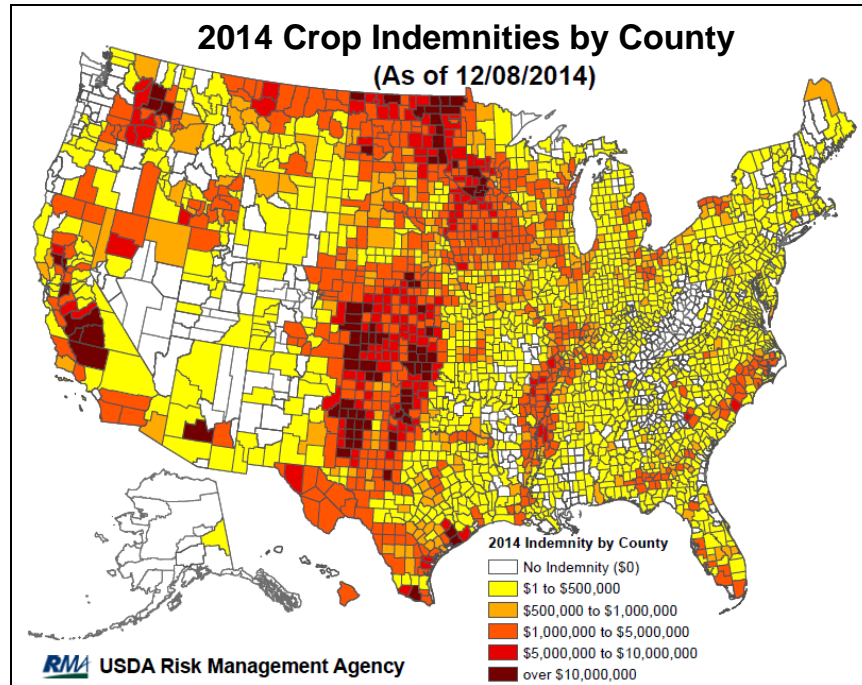 2014 Crop Indemnities by County
(As of 12/08/2014)
2014 Indemnity by County
No Indemnity ($0)
$1 to $500,000
$500,000 to $1,000,000
$1,000,000 to $5,000,000
$5,000,000 to $10,000,000
over $10,000,000
RMA USDA Risk Management Agency